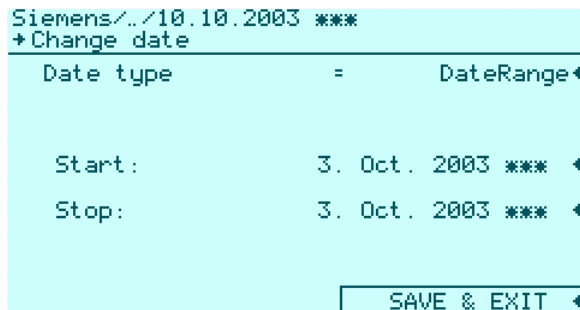 Siemens/../10.10.2003 ***
→Change date
Date type = DateRange
Start: 3. Oct. 2003 ***
Stop: 3. Oct. 2003 ***
SAVE & EXIT